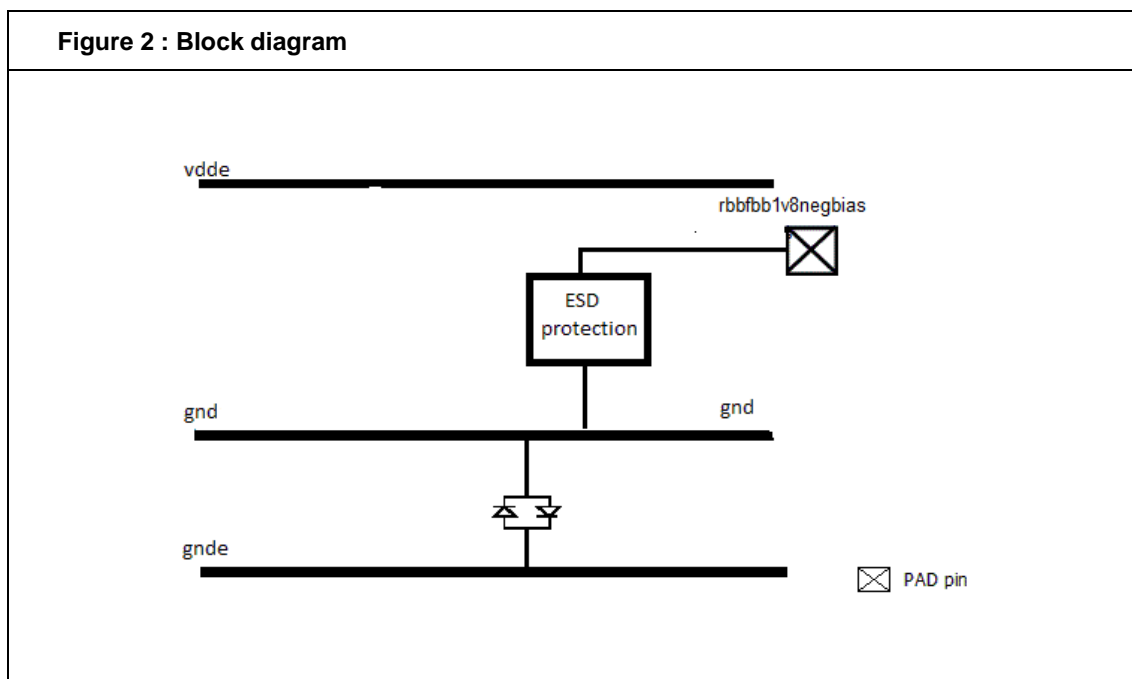 Figure 2 : Block diagram
vdde
rbbfbb1v8negbias
ESD
protection
gnd
gnd
gnde
PAD pin